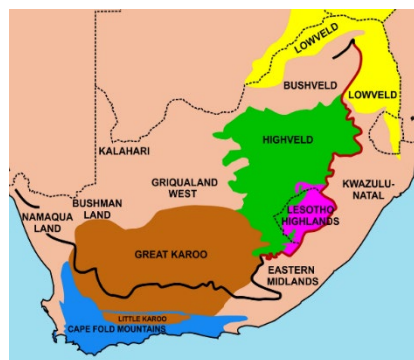 LOWVELD
BUSHVELD
LOWVELD
HIGHVELD
KALAHARI
GRIQUALAND
WEST
KWAZULU-
NATAL
BUSHMAN
LAND
NAMAQUA
LAND
LESOTHO
HIGHLANDS
GREAT KAROO
EASTERN
MIDLANDS
LITTLE KAROO
CAPE FOLD MOUNTAINS